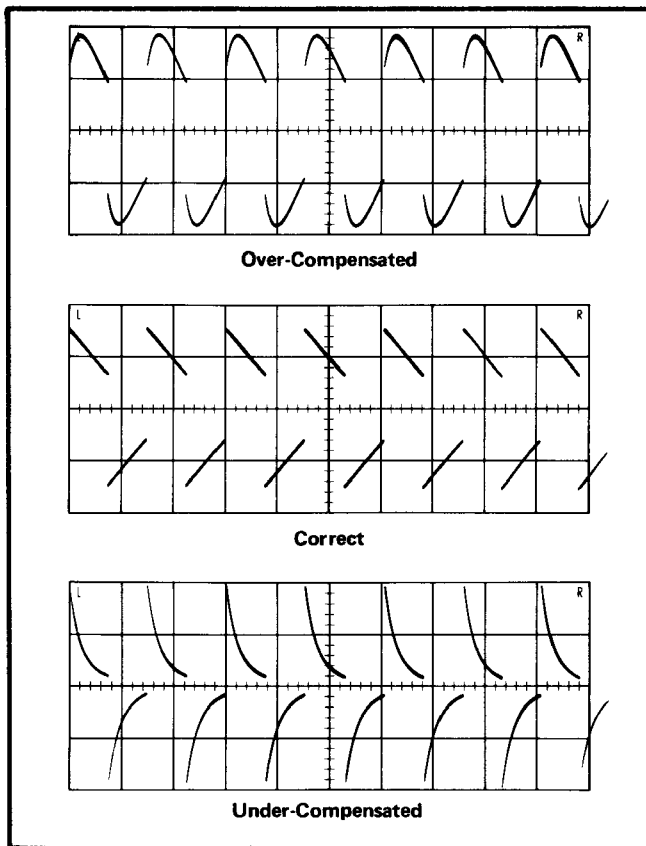 L R
Over-Compensated
L R
Correct
L R
Under-Compensated